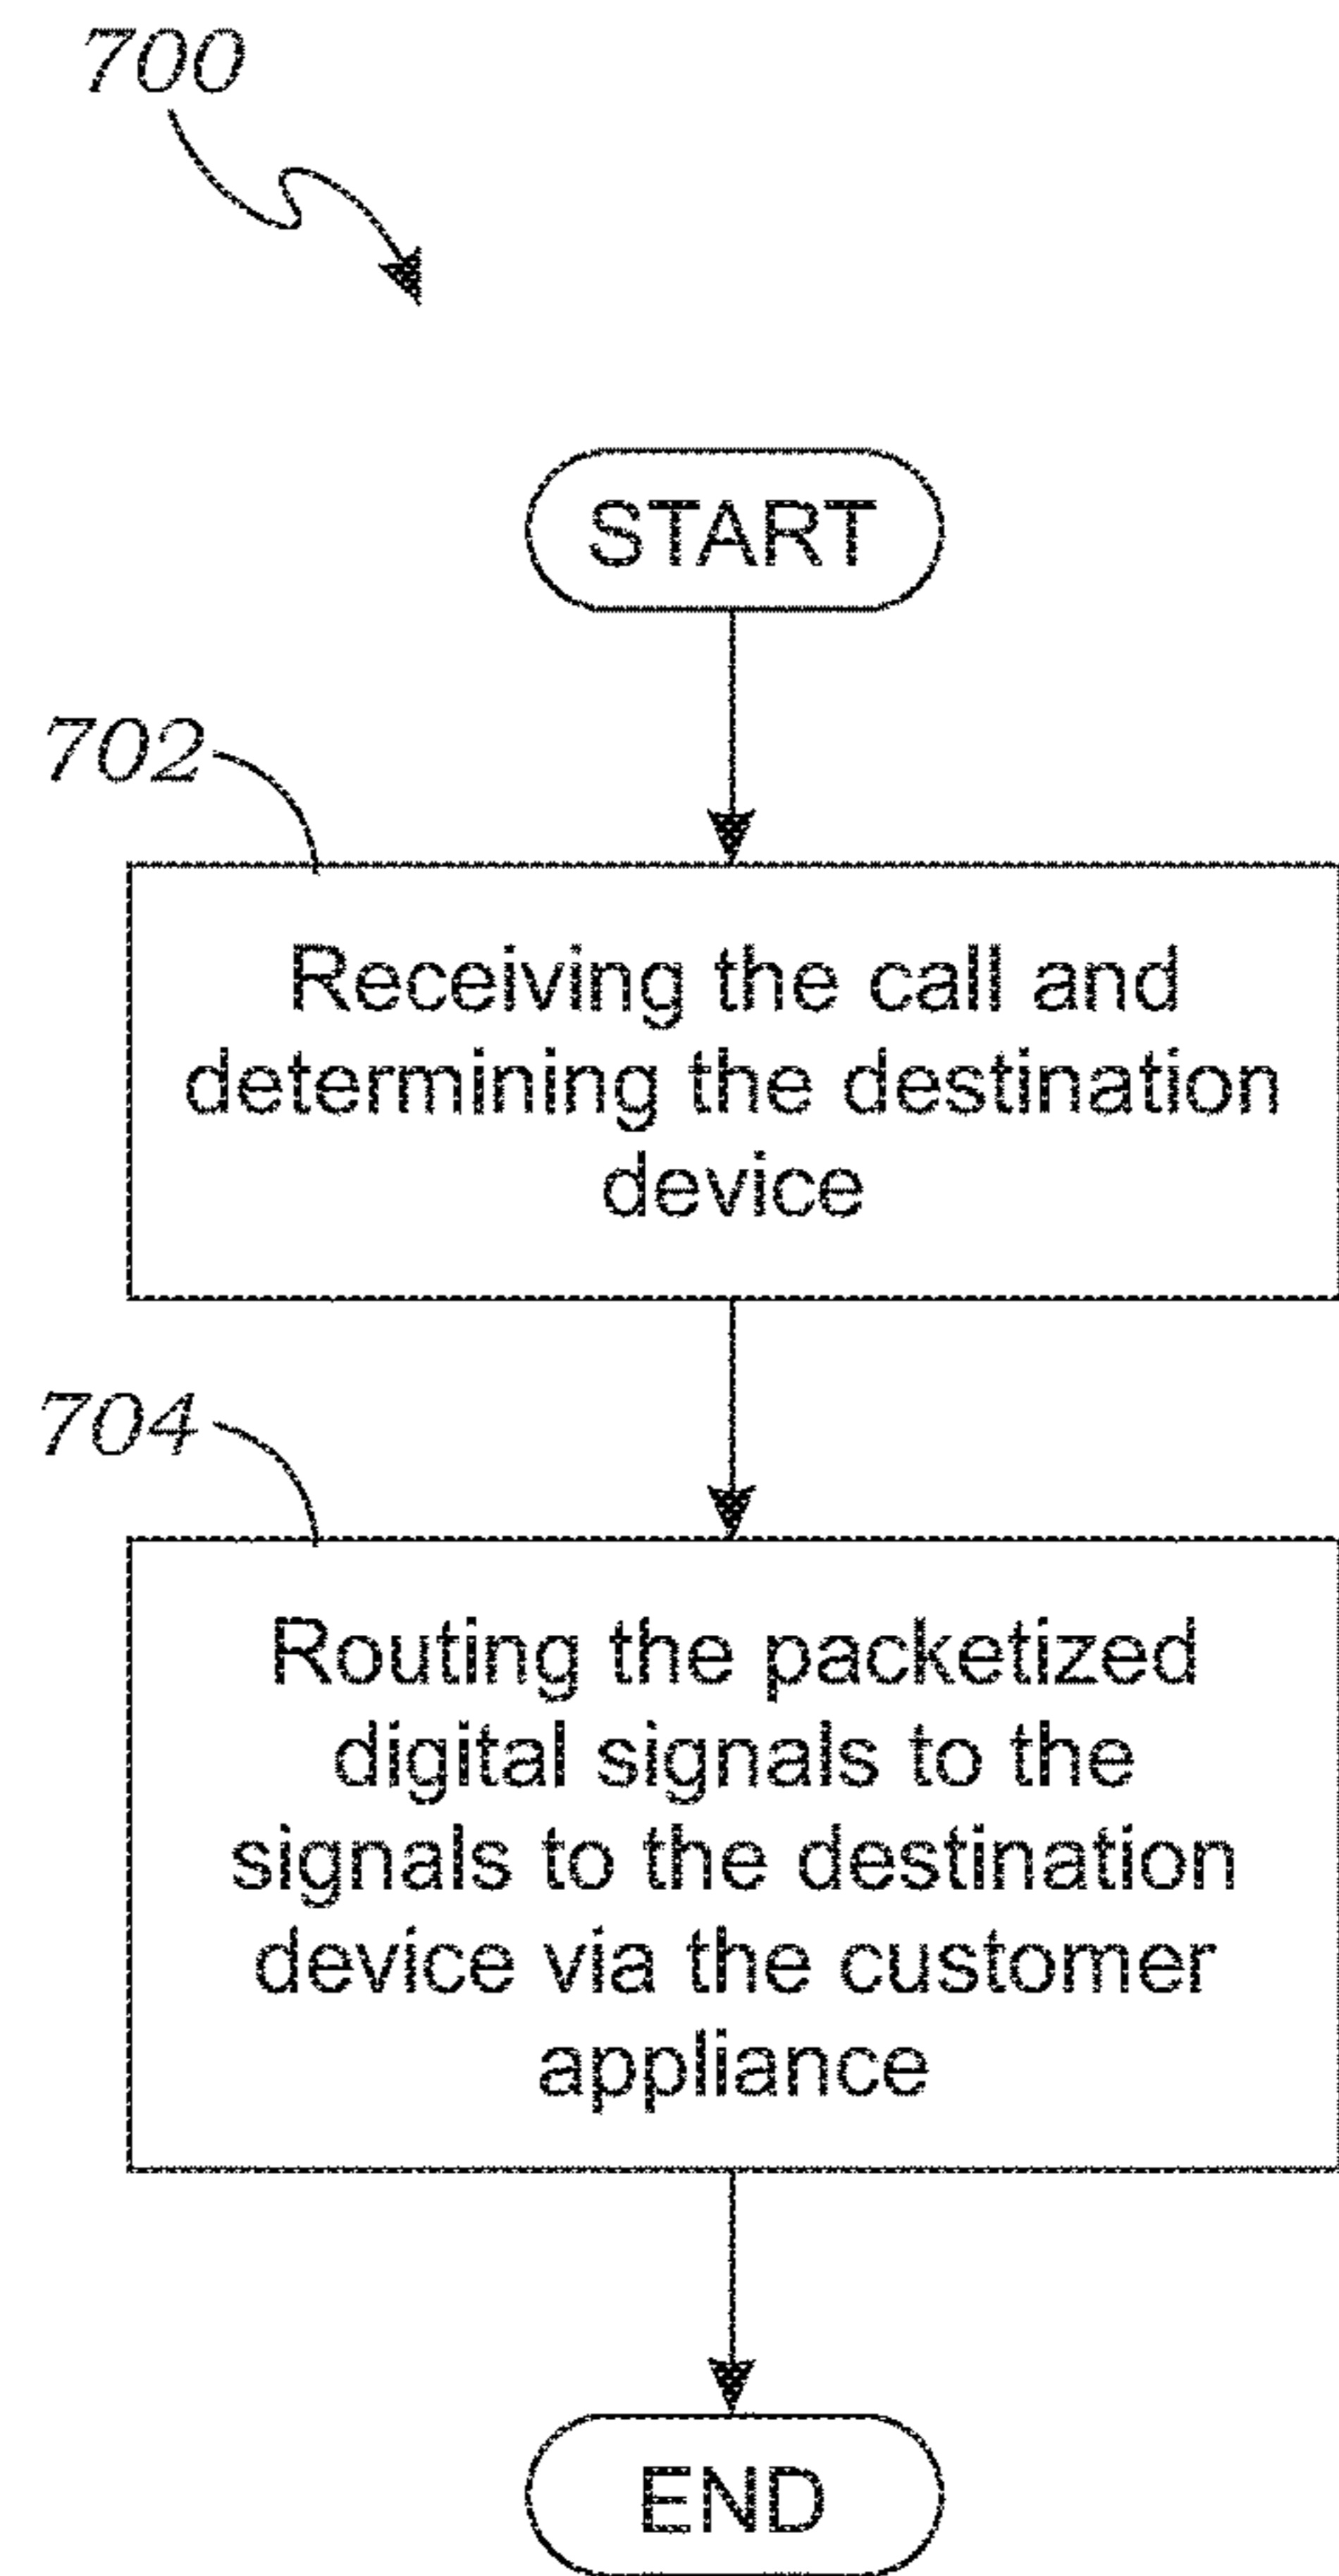 700
START
702
Receiving the call and
determining the destination
device
704
Routing the packetized
digital signals to the
signals to the destination
device via the customer
appliance
END